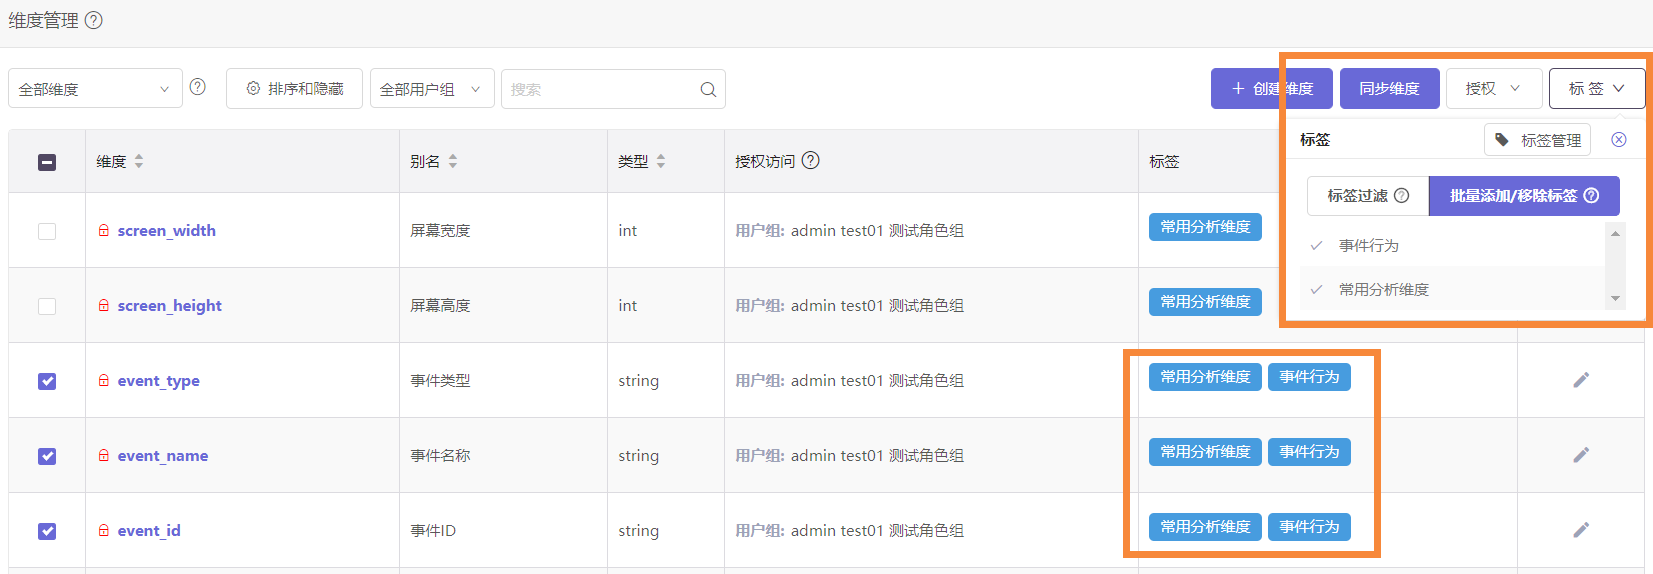 维度管理
全部维度 排序和隐藏 全部用户组 搜索 创建维度 同步维度 授权 标签
标签 标签管理
标签过滤 批量添加/移除标签
事件行为
常用分析维度
维度 别名 类型 授权访问 标签
screen_width 屏幕宽度 int 用户组: admin test01 测试角色组 常用分析维度
screen_height 屏幕高度 int 用户组: admin test01 测试角色组 常用分析维度
event_type 事件类型 string 用户组: admin test01 测试角色组 常用分析维度 事件行为
event_name 事件名称 string 用户组: admin test01 测试角色组 常用分析维度 事件行为
event_id 事件ID string 用户组: admin test01 测试角色组 常用分析维度 事件行为